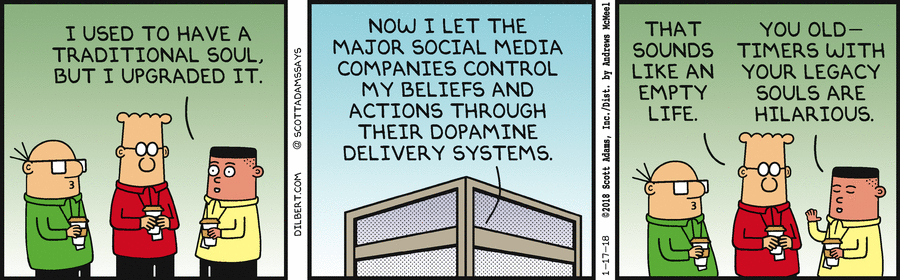 I USED TO HAVE A
TRADITIONAL SOUL,
BUT I UPGRADED IT.
DILBERT.COM @SCOTTADAMSSAYS
NOW I LET THE
MAJOR SOCIAL MEDIA
COMPANIES CONTROL
MY BELIEFS AND
ACTIONS THROUGH
THEIR DOPAMINE
DELIVERY SYSTEMS.
1-17-18 ©2018 Scott Adams, Inc./Dist. by Andrews McMeel
THAT
SOUNDS
LIKE AN
EMPTY
LIFE.
YOU OLD—
TIMERS WITH
YOUR LEGACY
SOULS ARE
HILARIOUS.